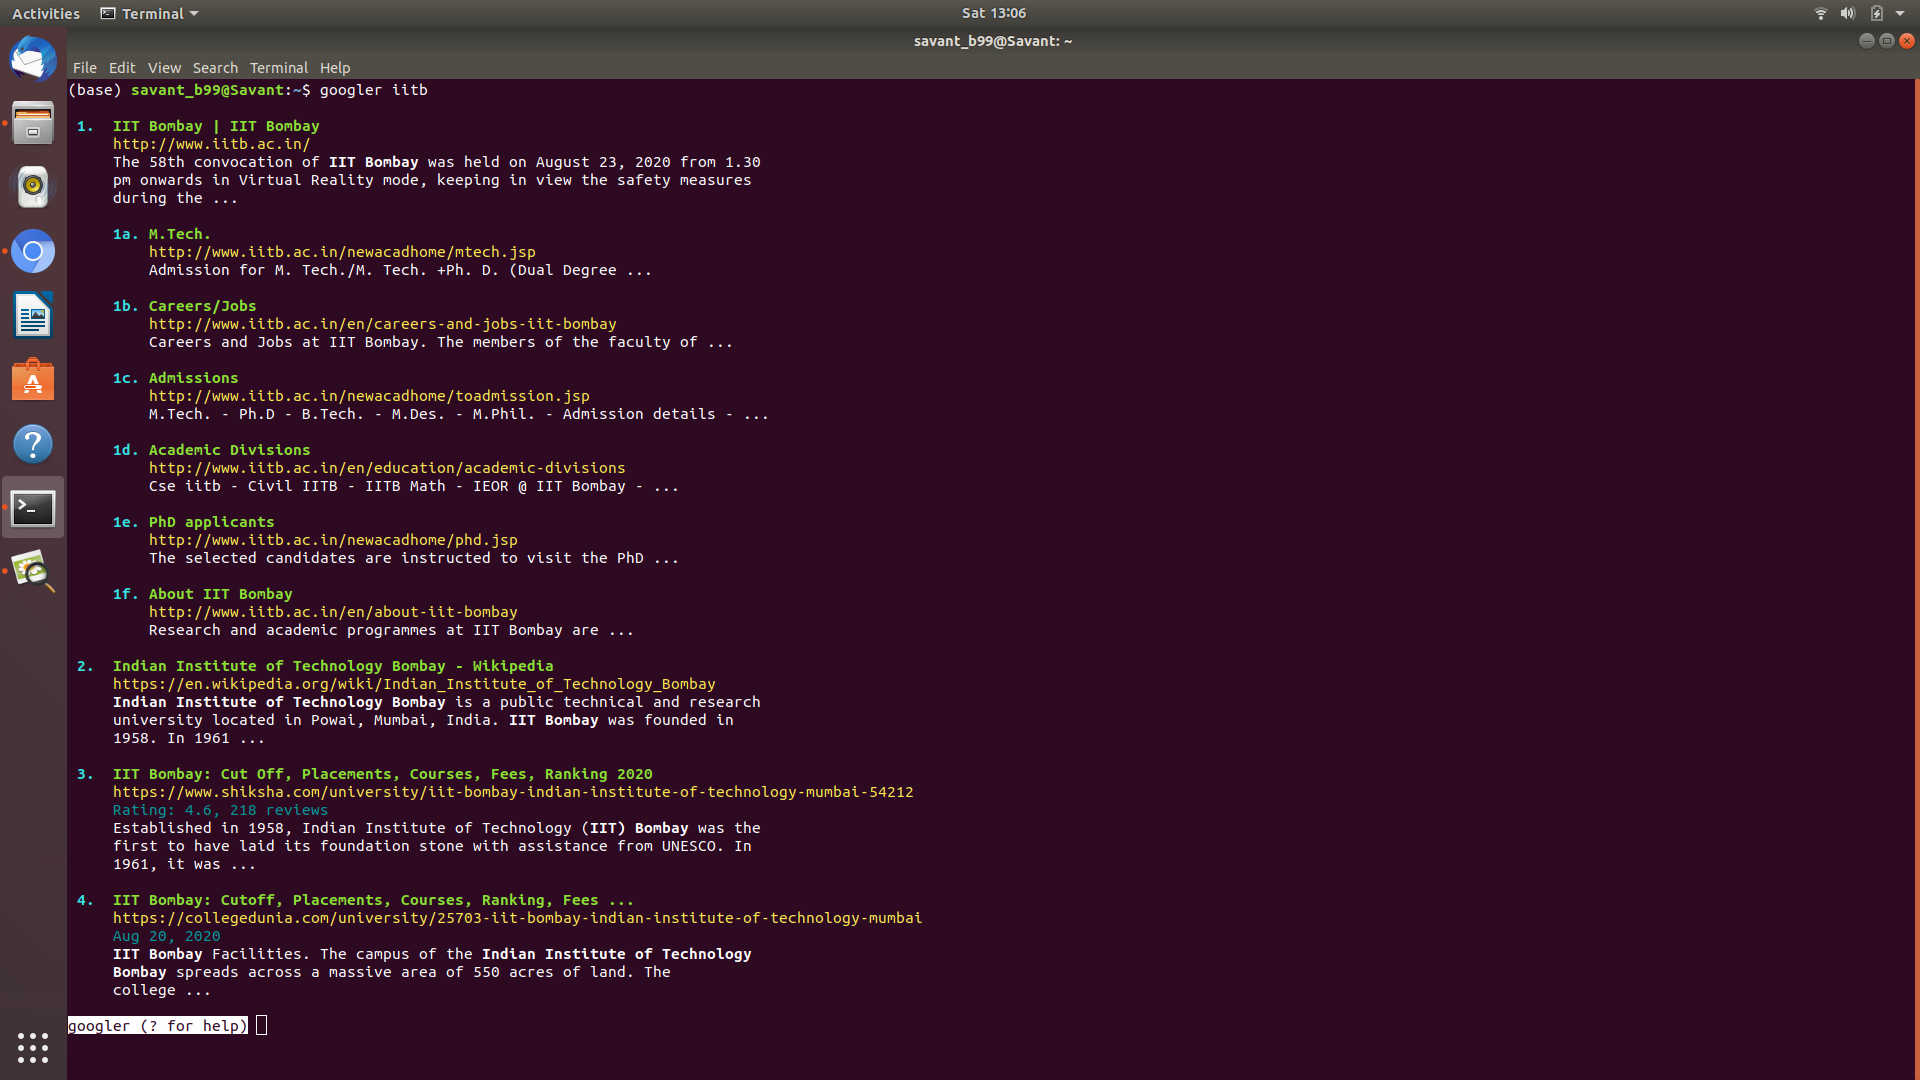 Activities Terminal Sat 13:06
savant_b99@Savant: ~
File Edit View Search Terminal Help
(base) savant_b99@Savant:~$ googler iitb
1. IIT Bombay | IIT Bombay
http://www.iitb.ac.in/
The 58th convocation of IIT Bombay was held on August 23, 2020 from 1.30
pm onwards in Virtual Reality mode, keeping in view the safety measures
during the ...
1a. M.Tech.
http://www.iitb.ac.in/newacadhome/mtech.jsp
Admission for M. Tech./M. Tech. +Ph. D. (Dual Degree ...
1b. Careers/Jobs
http://www.iitb.ac.in/en/careers-and-jobs-iit-bombay
Careers and Jobs at IIT Bombay. The members of the faculty of ...
1c. Admissions
http://www.iitb.ac.in/newacadhome/toadmission.jsp
M.Tech. - Ph.D - B.Tech. - M.Des. - M.Phil. - Admission details - ...
1d. Academic Divisions
http://www.iitb.ac.in/en/education/academic-divisions
Cse iitb - Civil IITB - IITB Math - IEOR @ IIT Bombay - ...
1e. PhD applicants
http://www.iitb.ac.in/newacadhome/phd.jsp
The selected candidates are instructed to visit the PhD ...
1f. About IIT Bombay
http://www.iitb.ac.in/en/about-iit-bombay
Research and academic programmes at IIT Bombay are ...
2. Indian Institute of Technology Bombay - Wikipedia
https://en.wikipedia.org/wiki/Indian_Institute_of_Technology_Bombay
Indian Institute of Technology Bombay is a public technical and research
university located in Powai, Mumbai, India. IIT Bombay was founded in
1958. In 1961 ...
3. IIT Bombay: Cut Off, Placements, Courses, Fees, Ranking 2020
https://www.shiksha.com/university/iit-bombay-indian-institute-of-technology-mumbai-54212
Rating: 4.6, 218 reviews
Established in 1958, Indian Institute of Technology (IIT) Bombay was the
first to have laid its foundation stone with assistance from UNESCO. In
1961, it was ...
4. IIT Bombay: Cutoff, Placements, Courses, Ranking, Fees ...
https://collegedunia.com/university/25703-iit-bombay-indian-institute-of-technology-mumbai
Aug 20, 2020
IIT Bombay Facilities. The campus of the Indian Institute of Technology
Bombay spreads across a massive area of 550 acres of land. The
college ...
googler (? for help)